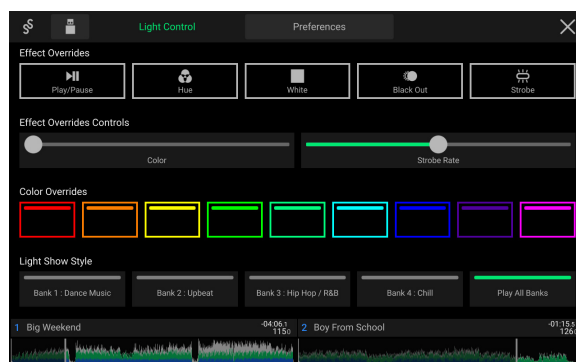 Light Control
Preferences
Effect Overrides
Play/Pause
Hue
White
Black Out
Strobe
Effect Overrides Controls
Color
Strobe Rate
Color Overrides
Light Show Style
Bank 1 : Dance Music
Bank 2 : Upbeat
Bank 3 : Hip Hop / R&B
Bank 4 : Chill
Play All Banks
1 Big Weekend
-04:06.1
115.0
2 Boy From School
-01:15.8
126.0